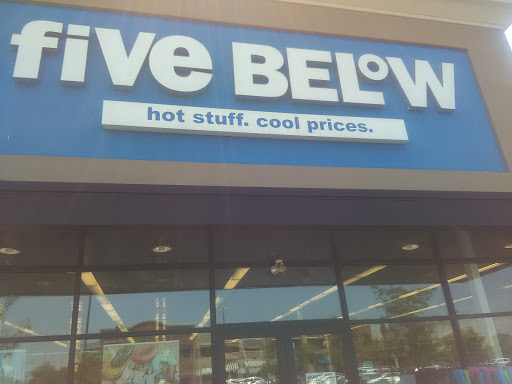 five BELoW
hot stuff. cool prices.